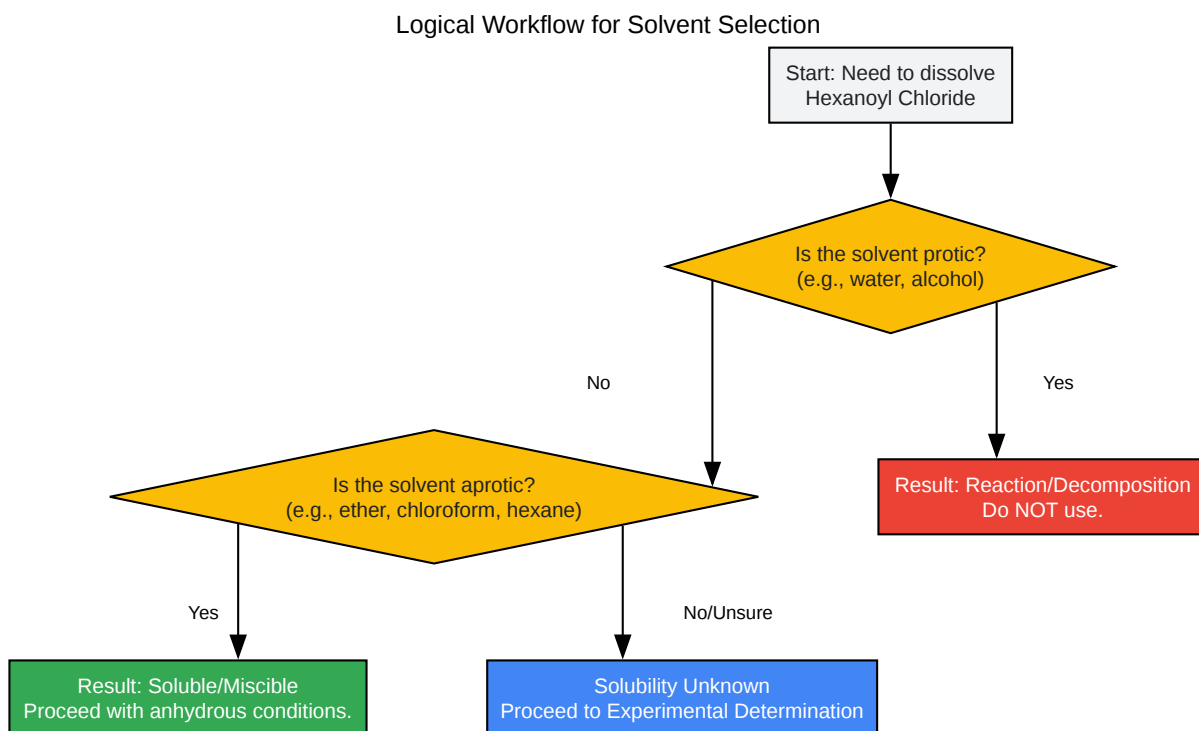 Logical Workflow for Solvent Selection
Start: Need to dissolve
Hexanoyl Chloride
Is the solvent protic?
(e.g., water, alcohol)
No
Yes
Is the solvent aprotic?
(e.g., ether, chloroform, hexane)
Result: Reaction/Decomposition
Do NOT use.
Yes
No/Unsure
Result: Soluble/Miscible
Proceed with anhydrous conditions.
Solubility Unknown
Proceed to Experimental Determination